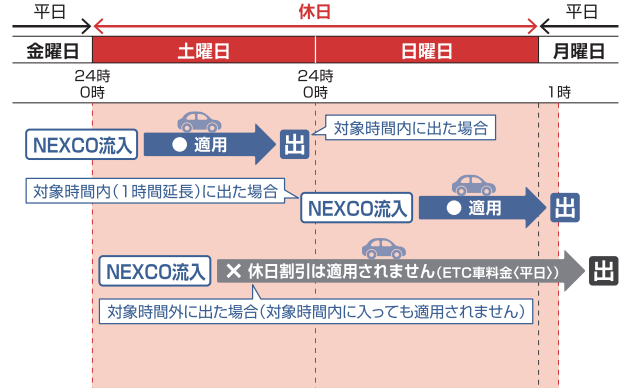 平日
休日
平日
金曜日
土曜日
日曜日
月曜日
24時
0時
24時
0時
1時
NEXCO流入
● 適用
出
対象時間内に出た場合
対象時間内(1時間延長)に出た場合
NEXCO流入
● 適用
出
NEXCO流入
× 休日割引は適用されません(ETC車料金〈平日〉)
出
対象時間外に出た場合(対象時間内に入っても適用されません)